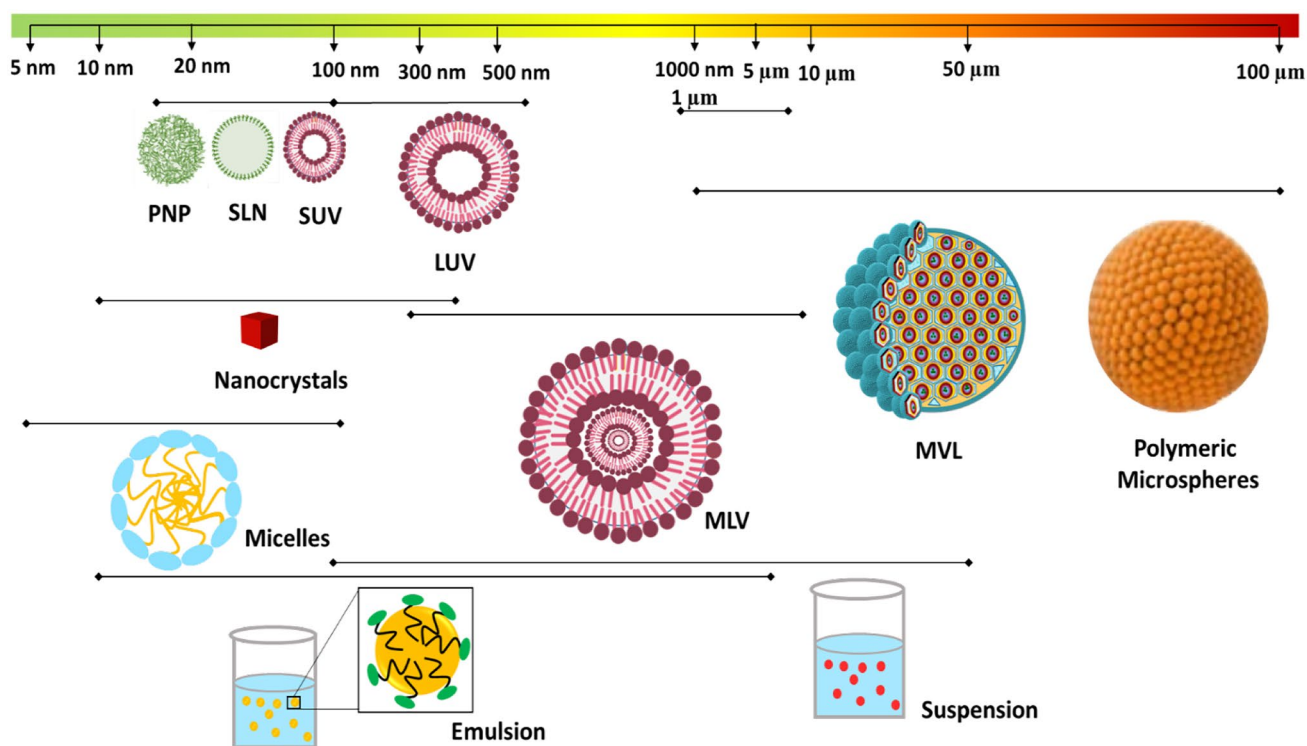 5 nm
10 nm
20 nm
100 nm
300 nm
500 nm
1000 nm
1 µm
5 µm
10 µm
50 µm
100 µm
PNP
SLN
SUV
LUV
Nanocrystals
MVL
Polymeric
Microspheres
MLV
Micelles
Emulsion
Suspension